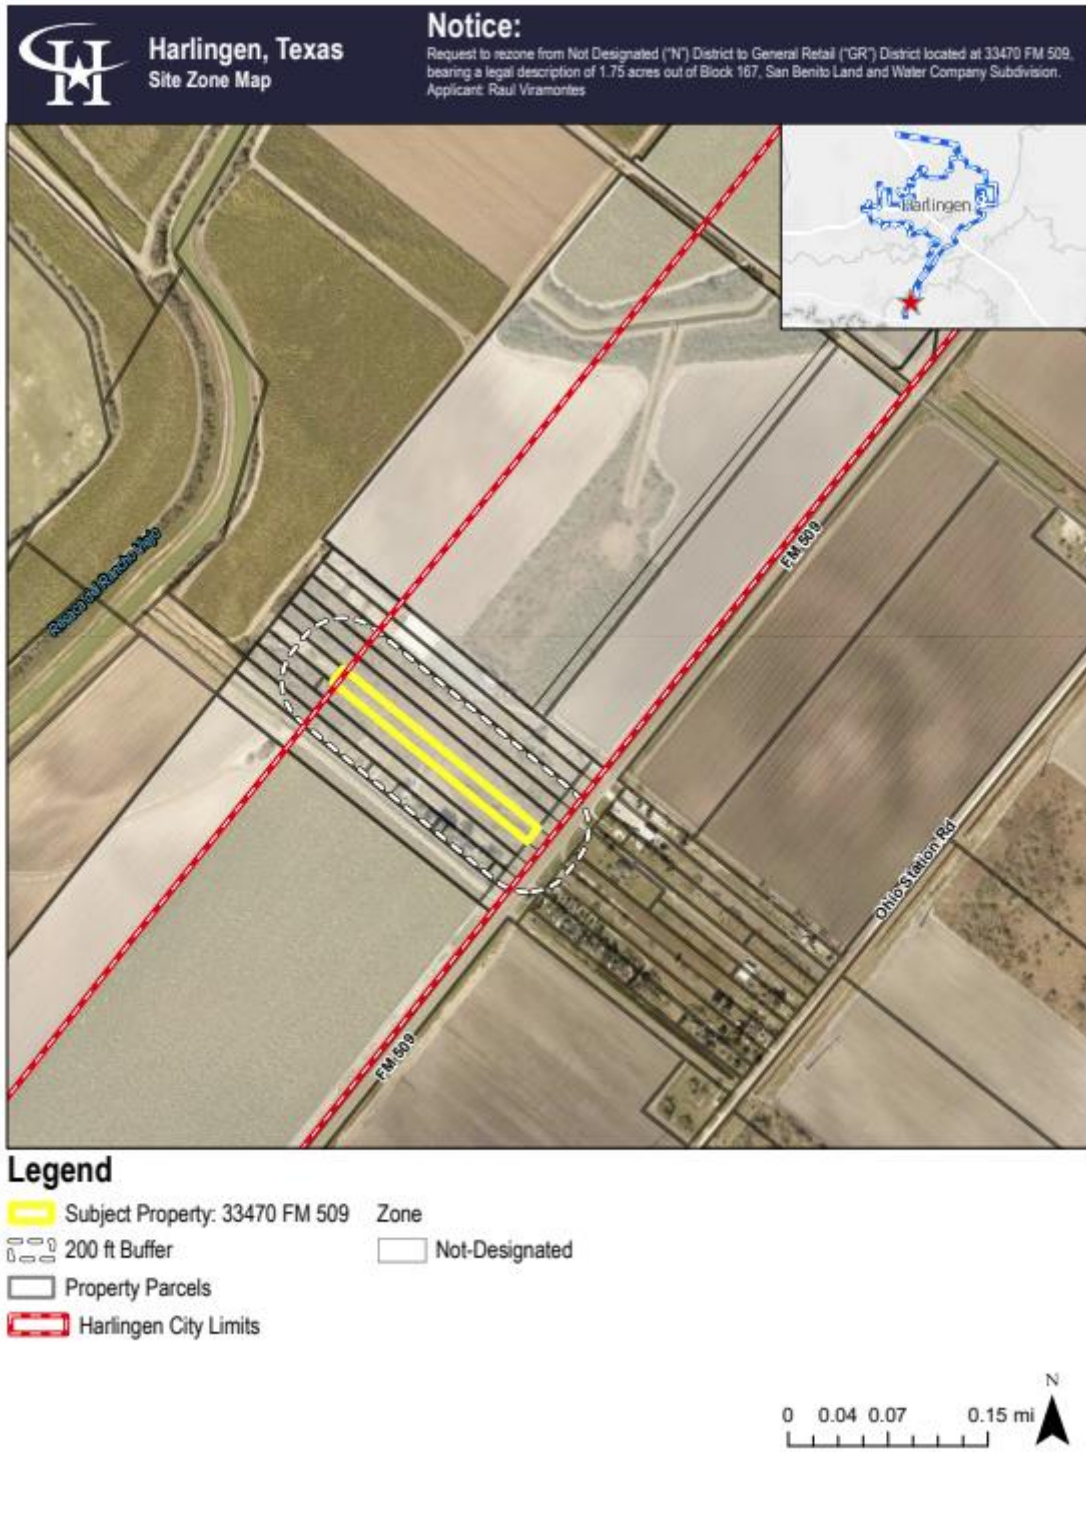 Harlingen, Texas
Site Zone Map
Notice:
Request to rezone from Not Designated ("N") District to General Retail ("GR") District located at 33470 FM 509,
bearing a legal description of 1.75 acres out of Block 167, San Benito Land and Water Company Subdivision.
Applicant: Raul Viramontes
Harlingen
FM 509
Resaca del Rancho Viejo
Ohio Station Rd
FM 509
Legend
Subject Property: 33470 FM 509
Zone
200 ft Buffer
Not-Designated
Property Parcels
Harlingen City Limits
N
0 0.04 0.07 0.15 mi